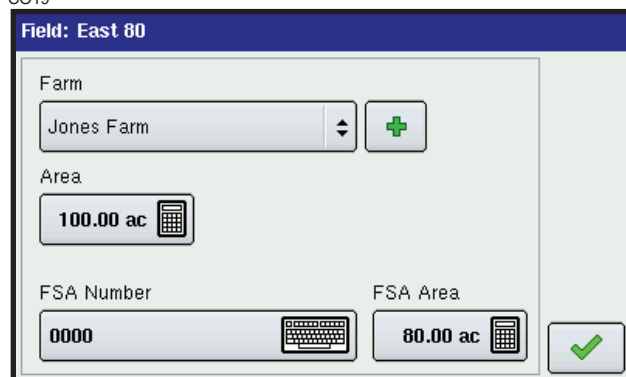 Field: East 80
Farm
Jones Farm
Area
100.00 ac
FSA Number FSA Area
0000 80.00 ac